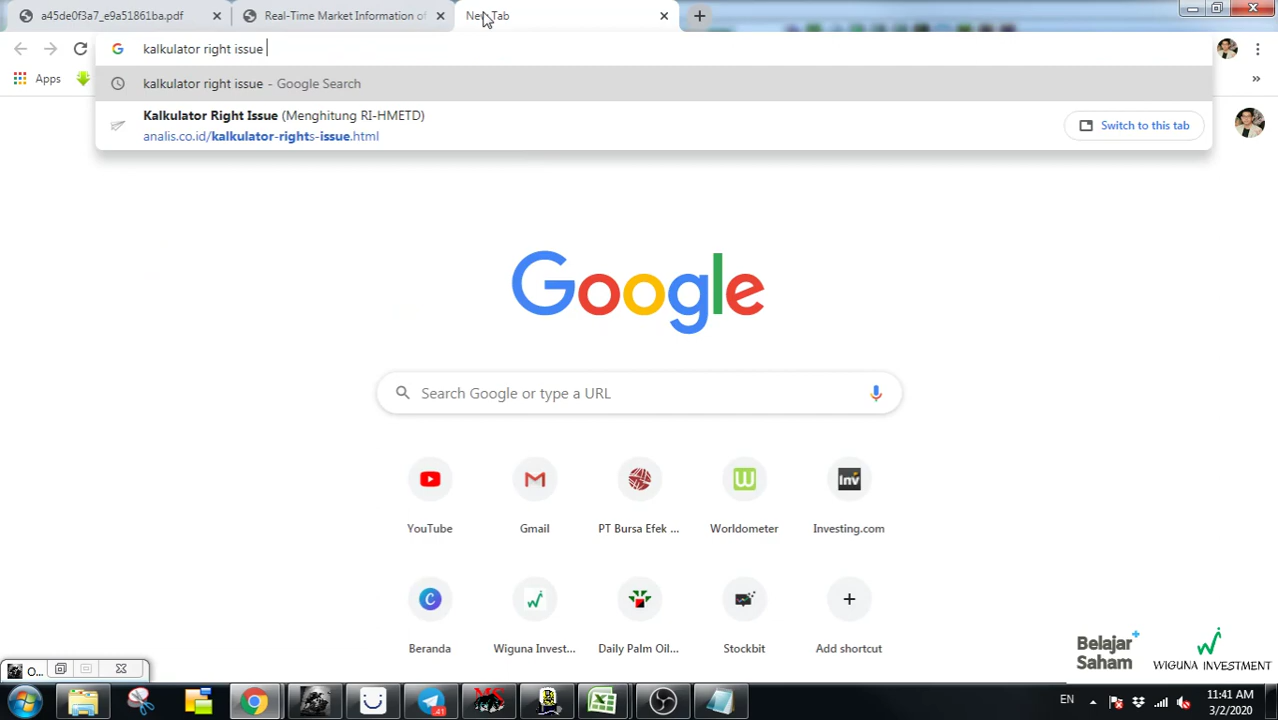 a45de0f3a7_e9a51861ba.pdf
Real-Time Market Information of
New Tab
kalkulator right issue
Apps
kalkulator right issue - Google Search
Kalkulator Right Issue (Menghitung RI-HMETD)
analis.co.id/kalkulator-rights-issue.html
Switch to this tab
Google
Search Google or type a URL
YouTube
Gmail
PT Bursa Efek ...
Worldometer
Investing.com
Beranda
Wiguna Invest...
Daily Palm Oil...
Stockbit
Add shortcut
Belajar+
Saham
WIGUNA INVESTMENT
O...
EN
11:41 AM
3/2/2020